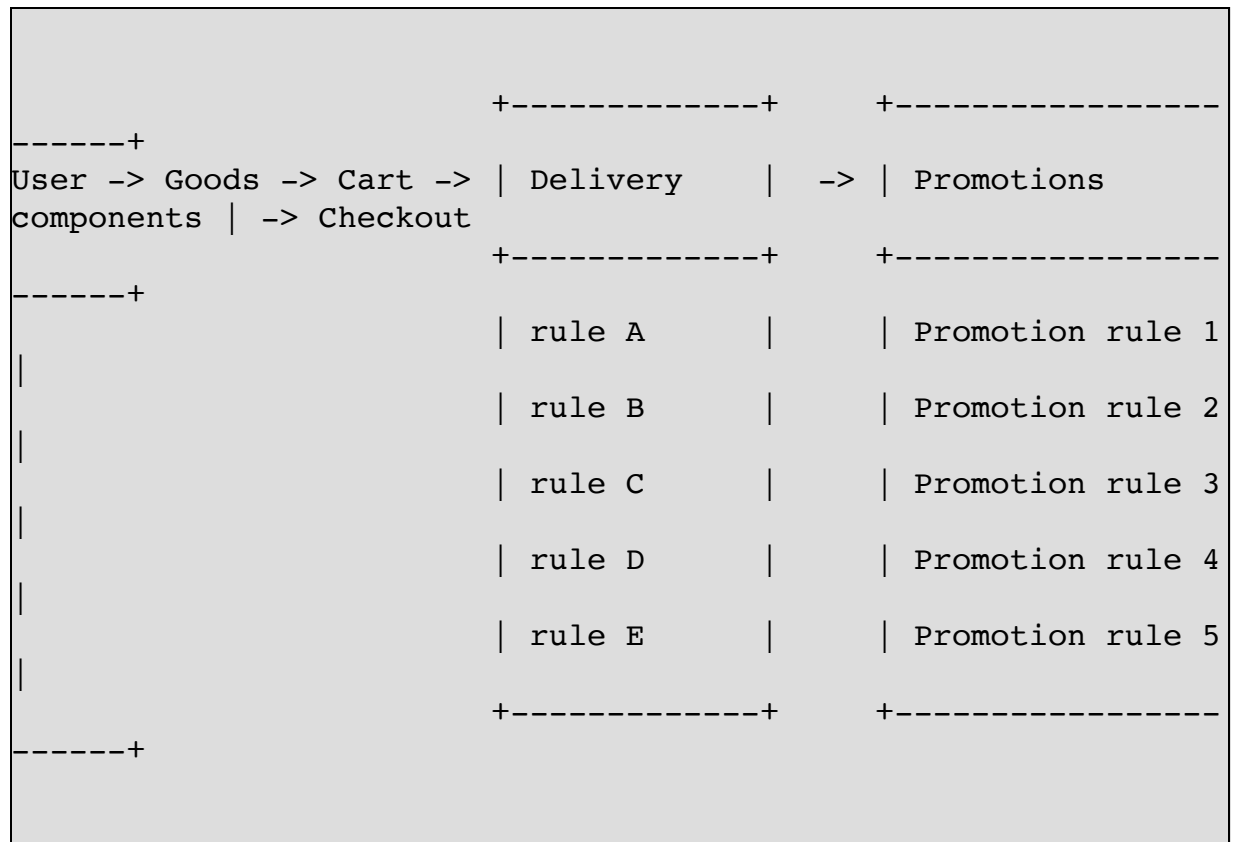 +-------------+     +-----------------
------+
User -> Goods -> Cart -> | Delivery    |  -> | Promotions
components | -> Checkout
                         +-------------+     +-----------------
------+
                         | rule A      |     | Promotion rule 1
|
                         | rule B      |     | Promotion rule 2
|
                         | rule C      |     | Promotion rule 3
|
                         | rule D      |     | Promotion rule 4
|
                         | rule E      |     | Promotion rule 5
|
                         +-------------+     +-----------------
------+